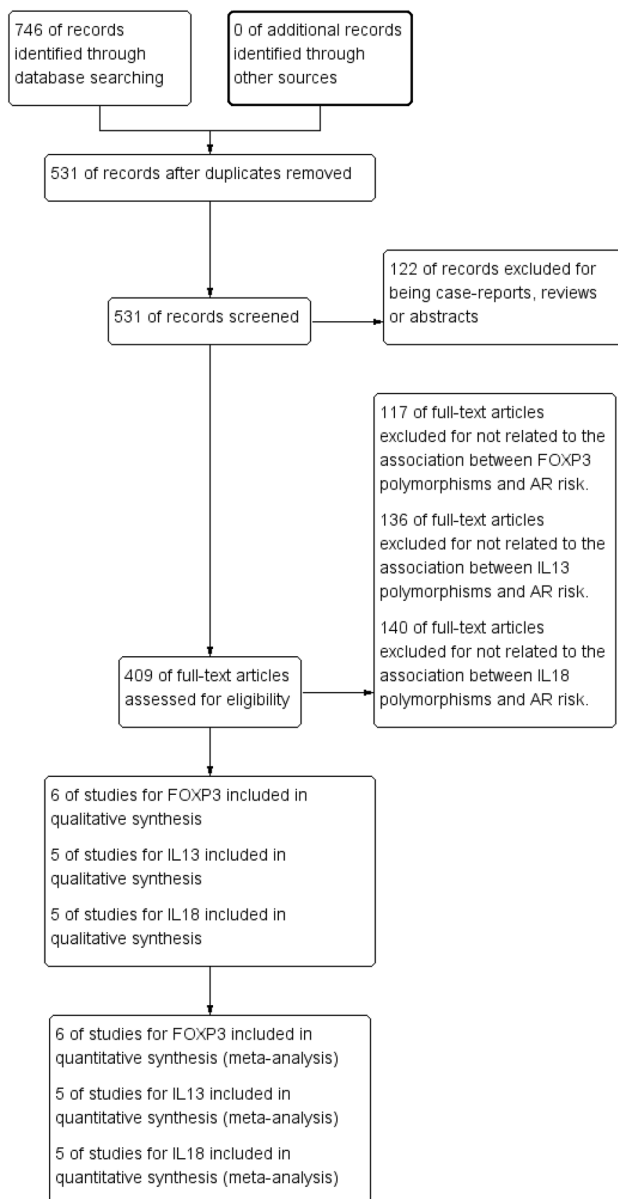 746 of records
identified through
database searching
0 of additional records
identified through
other sources
531 of records after duplicates removed
531 of records screened
122 of records excluded for
being case-reports, reviews
or abstracts
409 of full-text articles
assessed for eligibility
117 of full-text articles
excluded for not related to the
association between FOXP3
polymorphisms and AR risk.
136 of full-text articles
excluded for not related to the
association between IL13
polymorphisms and AR risk.
140 of full-text articles
excluded for not related to the
association between IL18
polymorphisms and AR risk.
6 of studies for FOXP3 included in
qualitative synthesis
5 of studies for IL13 included in
qualitative synthesis
5 of studies for IL18 included in
qualitative synthesis
6 of studies for FOXP3 included in
quantitative synthesis (meta-analysis)
5 of studies for IL13 included in
quantitative synthesis (meta-analysis)
5 of studies for IL18 included in
quantitative synthesis (meta-analysis)